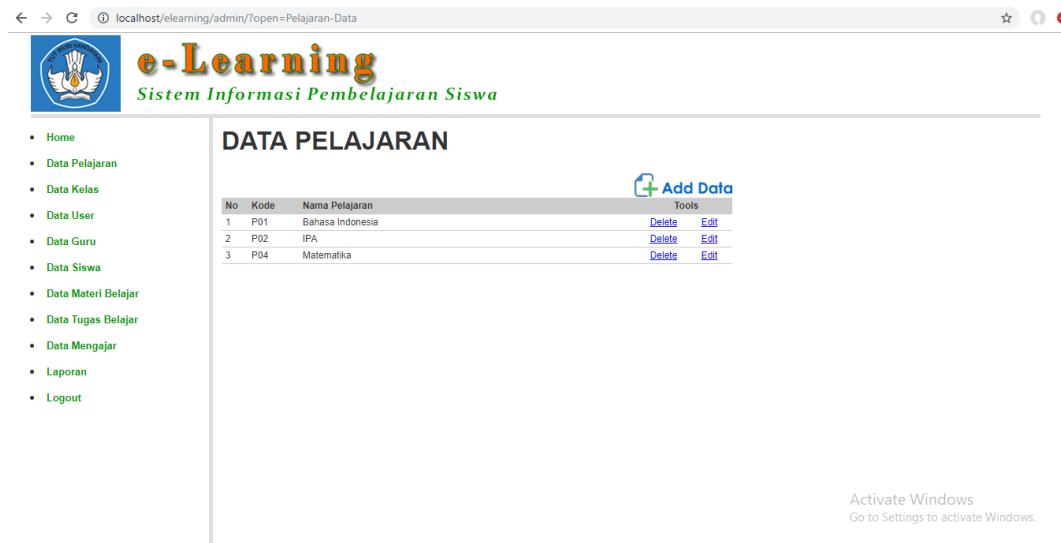 localhost/elearning/admin/?open=Pelajaran-Data
TUT WURI HANDAYANI
e-Learning
Sistem Informasi Pembelajaran Siswa
Home
Data Pelajaran
Data Kelas
Data User
Data Guru
Data Siswa
Data Materi Belajar
Data Tugas Belajar
Data Mengajar
Laporan
Logout
DATA PELAJARAN
Add Data
No Kode Nama Pelajaran Tools
1 P01 Bahasa Indonesia Delete Edit
2 P02 IPA Delete Edit
3 P04 Matematika Delete Edit
Activate Windows
Go to Settings to activate Windows.